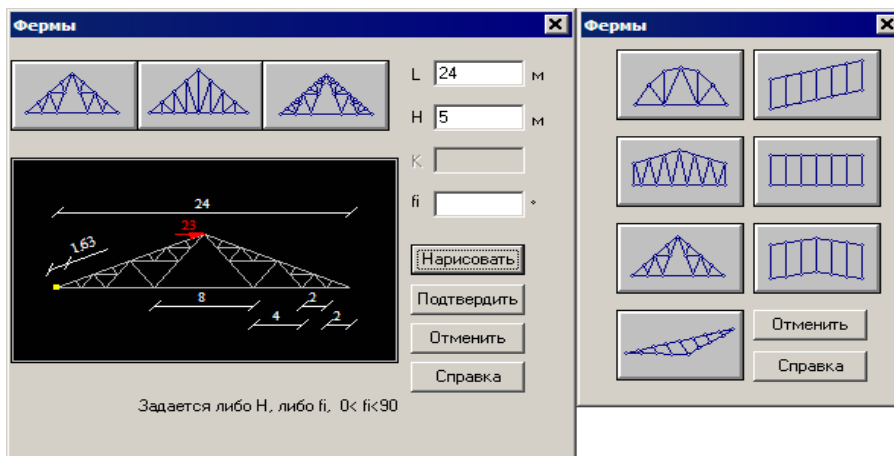 Фермы
L 24 м
H 5 м
K
fi °
24
23
1,63
8
2
4
2
Нарисовать
Подтвердить
Отменить
Справка
Задается либо H, либо fi, 0< fi<90
Фермы
Отменить
Справка